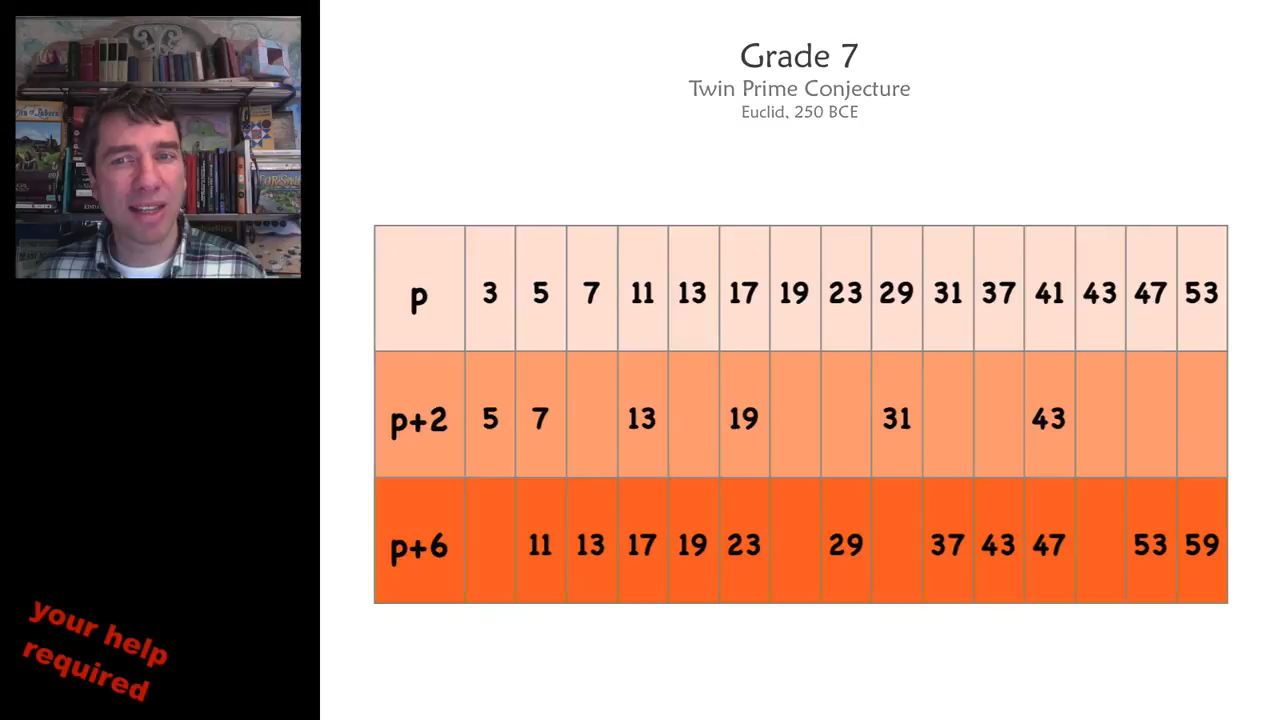 Grade 7
Twin Prime Conjecture
Euclid, 250 BCE
p 3 5 7 11 13 17 19 23 29 31 37 41 43 47 53
p+2 5 7 13 19 31 43
p+6 11 13 17 19 23 29 37 43 47 53 59
your help
required